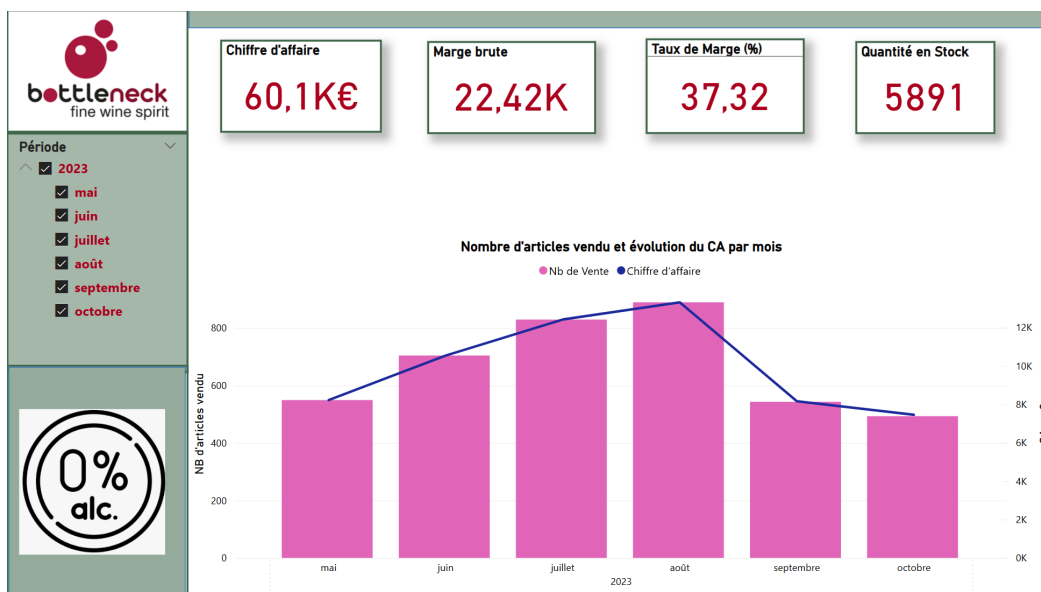 bottleneck
fine wine spirit
Période
2023
mai
juin
juillet
août
septembre
octobre
0%
alc.
Chiffre d'affaire
60,1K€
Marge brute
22,42K
Taux de Marge (%)
37,32
Quantité en Stock
5891
Nombre d'articles vendu et évolution du CA par mois
Nb de Vente
Chiffre d'affaire
NB d'articles vendu
800
600
400
200
0
12K
10K
8K
6K
4K
2K
0K
mai
juin
juillet
août
septembre
octobre
2023